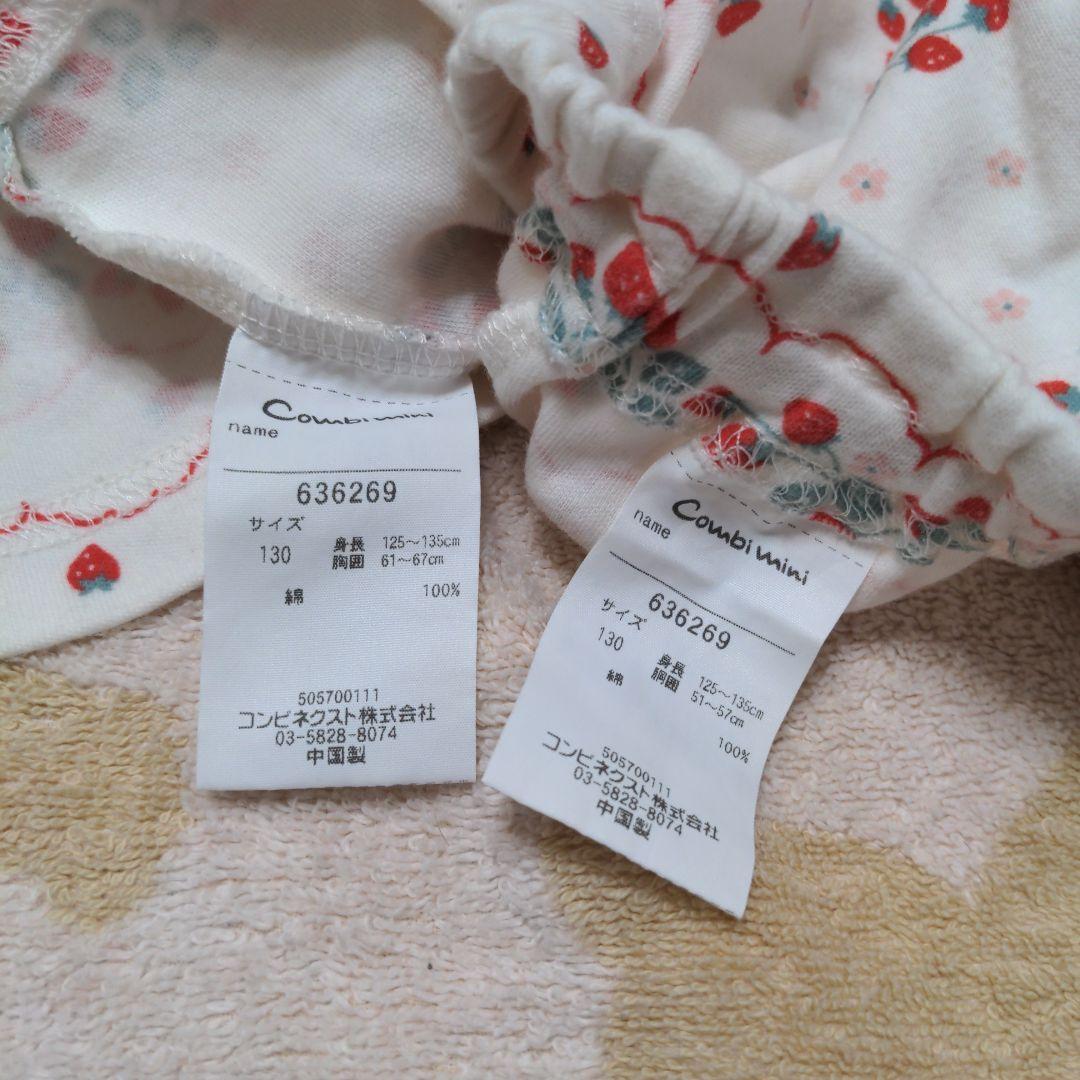 Combi mini
name
636269
サイズ
130 身長 125～135cm
胸囲 61～67cm
綿 100%
505700111
コンビネクスト株式会社
03-5828-8074
中国製
Combi mini
name
636269
サイズ
130 身長 125～135cm
胸囲 51～57cm
綿 100%
505700111
コンビネクスト株式会社
03-5828-8074
中国製